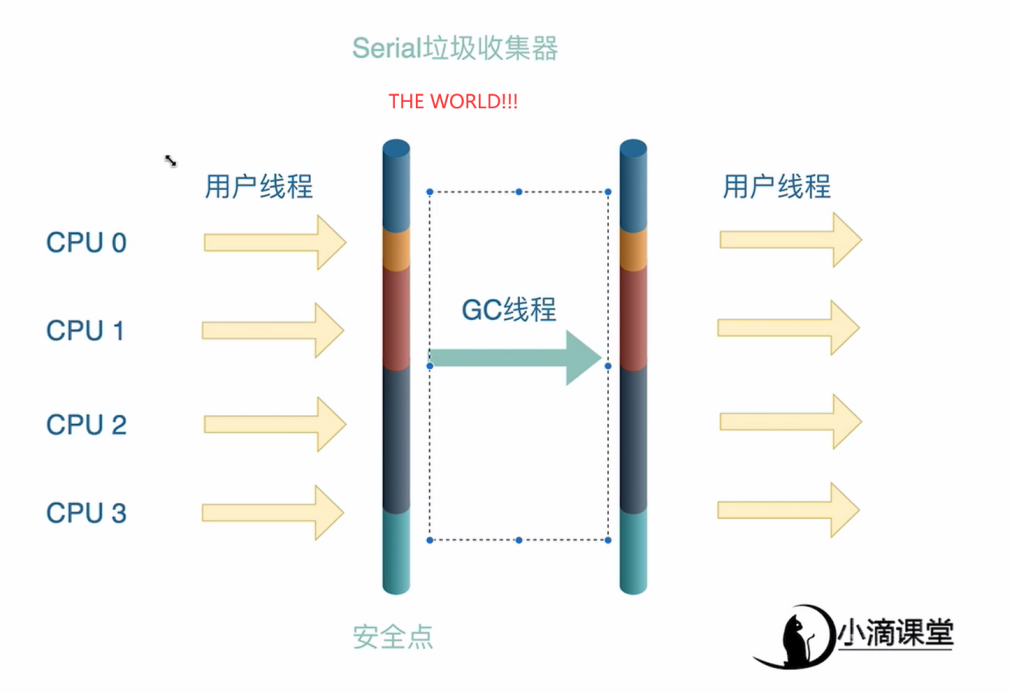 Serial垃圾收集器
THE WORLD!!!
用户线程
用户线程
CPU 0
CPU 1
GC线程
CPU 2
CPU 3
安全点
小滴课堂